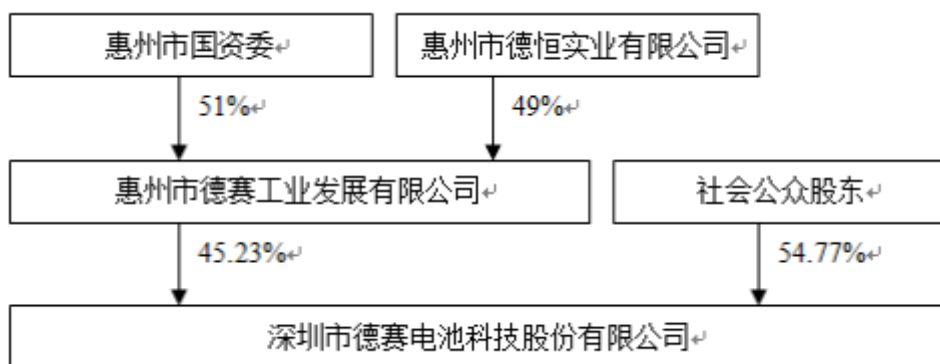 惠州市国资委↵
惠州市德恒实业有限公司↵
51%↵
49%↵
惠州市德赛工业发展有限公司↵
社会公众股东↵
45.23%↵
54.77%↵
深圳市德赛电池科技股份有限公司↵